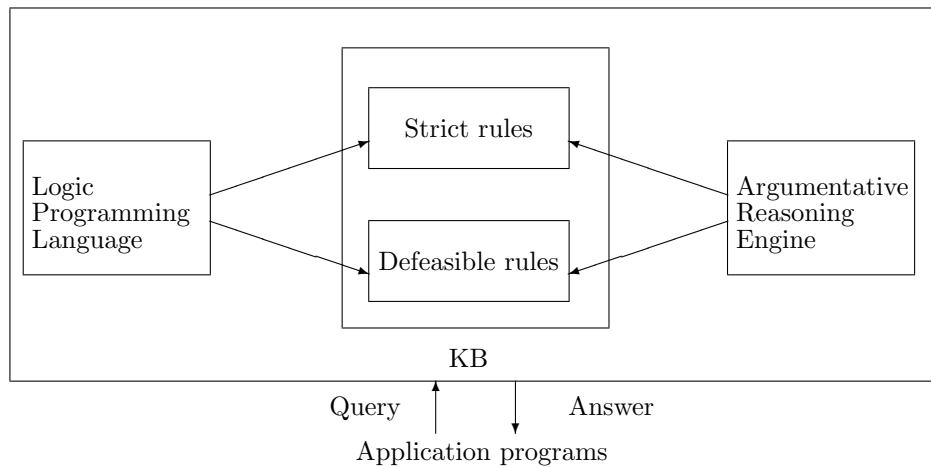 Strict rules
Logic
Programming
Language
Argumentative
Reasoning
Engine
Defeasible rules
KB
Query
Answer
Application programs